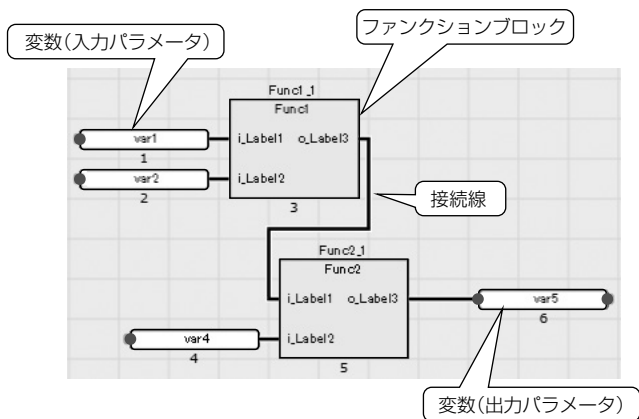 変数(入力パラメータ)
ファンクションブロック
Func1_1
Func1
var1
i_Label1
o_Label3
1
var2
i_Label2
2
3
接続線
Func2_1
Func2
i_Label1
o_Label3
var5
6
var4
i_Label2
4
5
変数(出力パラメータ)